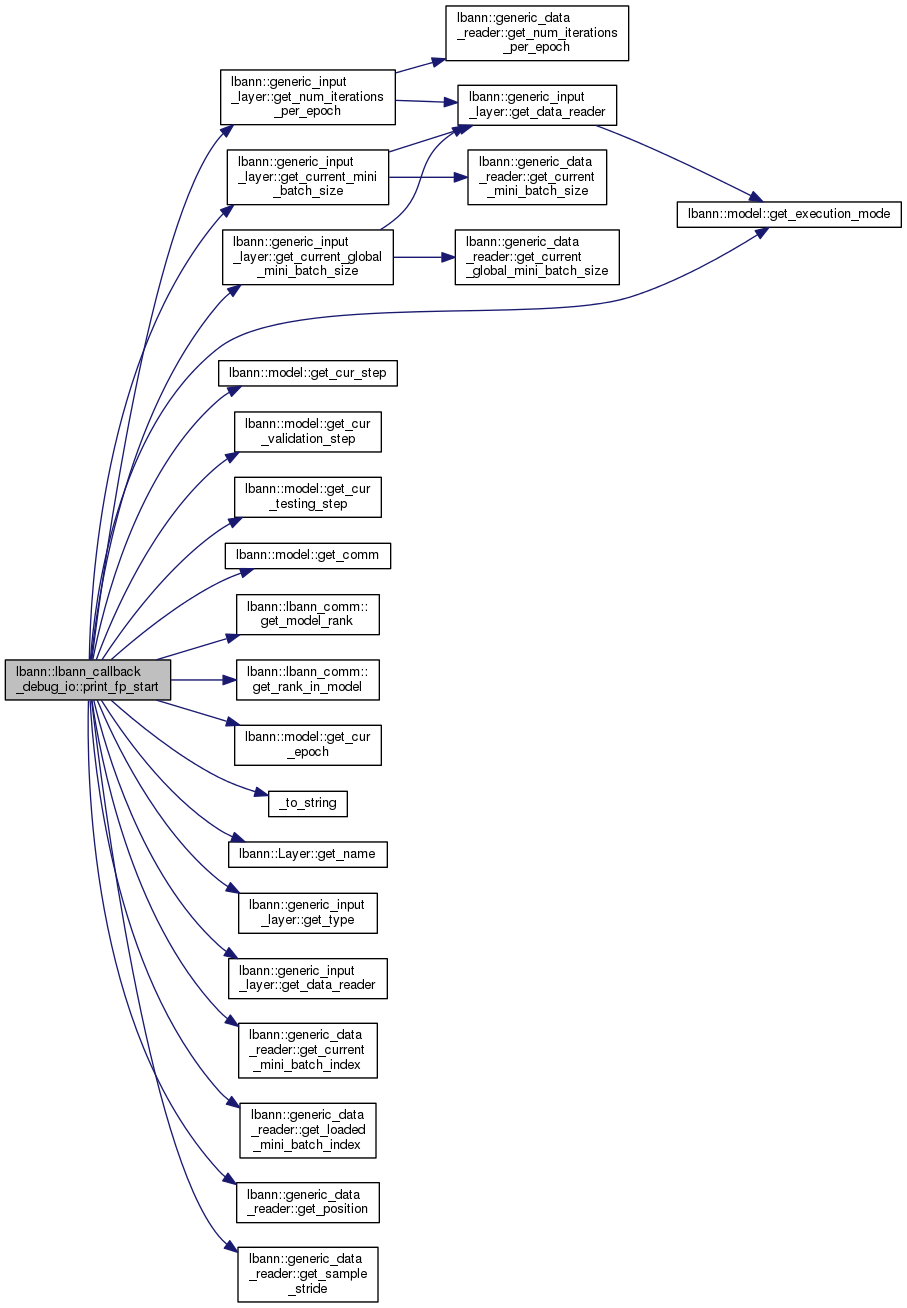 lbann::generic_data
_reader::get_num_iterations
_per_epoch
lbann::generic_input
_layer::get_num_iterations
_per_epoch
lbann::generic_input
_layer::get_data_reader
lbann::generic_input
_layer::get_current_mini
_batch_size
lbann::generic_data
_reader::get_current
_mini_batch_size
lbann::model::get_execution_mode
lbann::generic_input
_layer::get_current_global
_mini_batch_size
lbann::generic_data
_reader::get_current
_global_mini_batch_size
lbann::model::get_cur_step
lbann::model::get_cur
_validation_step
lbann::model::get_cur
_testing_step
lbann::model::get_comm
lbann::lbann_comm::
get_model_rank
lbann::lbann_callback
_debug_io::print_fp_start
lbann::lbann_comm::
get_rank_in_model
lbann::model::get_cur
_epoch
_to_string
lbann::Layer::get_name
lbann::generic_input
_layer::get_type
lbann::generic_input
_layer::get_data_reader
lbann::generic_data
_reader::get_current
_mini_batch_index
lbann::generic_data
_reader::get_loaded
_mini_batch_index
lbann::generic_data
_reader::get_position
lbann::generic_data
_reader::get_sample
_stride